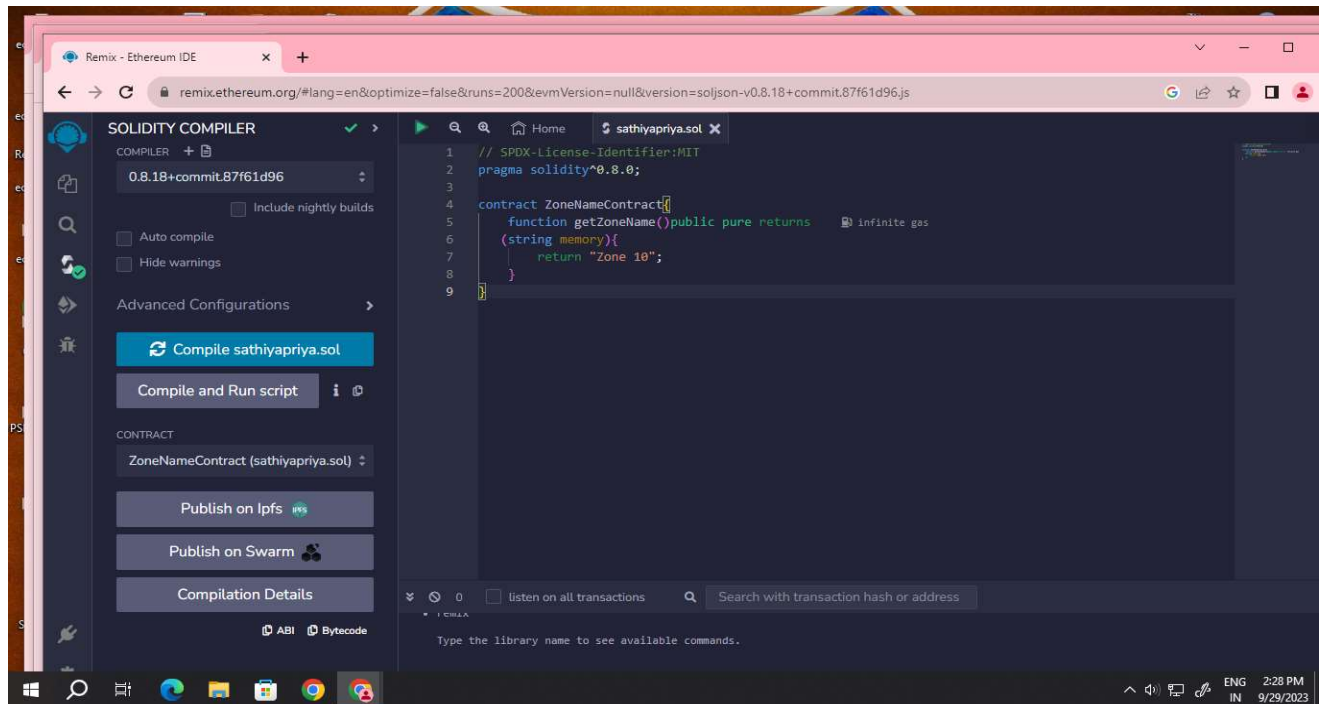 Remix - Ethereum IDE
remix.ethereum.org/#lang=en&optimize=false&runs=200&evmVersion=null&version=soljson-v0.8.18+commit.87f61d96.js
SOLIDITY COMPILER
COMPILER
0.8.18+commit.87f61d96
Include nightly builds
Auto compile
Hide warnings
Advanced Configurations
Compile sathiyapriya.sol
Compile and Run script
CONTRACT
ZoneNameContract (sathiyapriya.sol)
Publish on Ipfs
IPFS
Publish on Swarm
Compilation Details
ABI Bytecode
Home sathiyapriya.sol
1 // SPDX-License-Identifier:MIT
2 pragma solidity^0.8.0;
3
4 contract ZoneNameContract{
5 function getZoneName()public pure returns infinite gas
6 (string memory){
7 return "Zone 10";
8 }
9 }
0 listen on all transactions Search with transaction hash or address
remix
Type the library name to see available commands.
ENG 2:28 PM
IN 9/29/2023